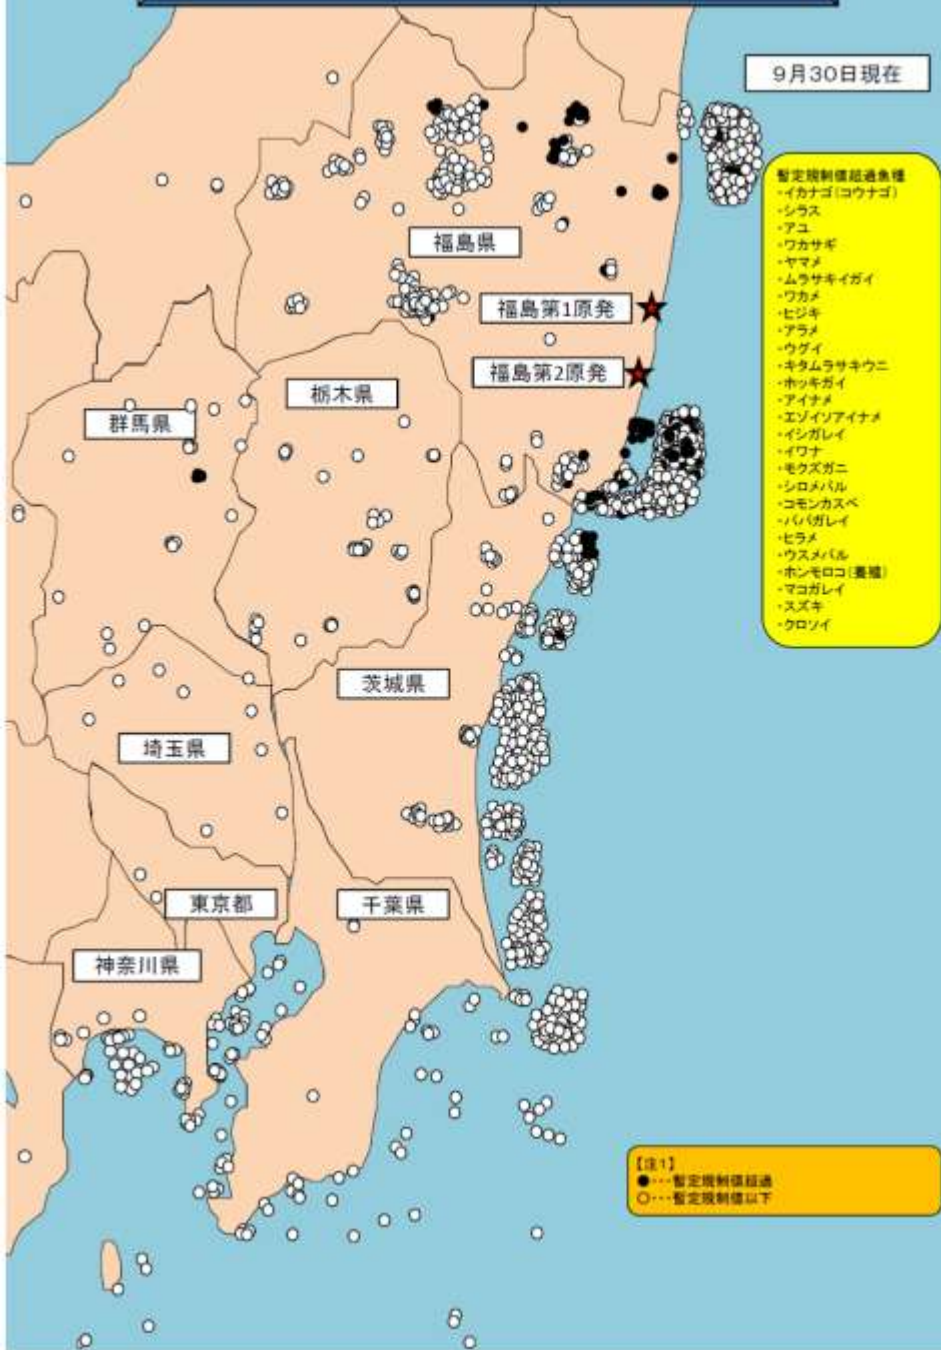 9月30日現在
暫定規制値超過魚種
・イカナゴ(コウナゴ)
・シラス
・アユ
・ワカサギ
・ヤマメ
・ムラサキイガイ
・ワカメ
・ヒジキ
・アラメ
・ウグイ
・キタムラサキウニ
・ホッキガイ
・アイナメ
・エゾイソアイナメ
・イシガレイ
・イワナ
・モクズガニ
・シロメバル
・コモンカスベ
・ババガレイ
・ヒラメ
・ウスメバル
・ホンモロコ(養殖)
・マコガレイ
・スズキ
・クロソイ
福島県
福島第1原発
福島第2原発
栃木県
群馬県
茨城県
埼玉県
東京都
千葉県
神奈川県
【注1】
●・・・暫定規制値超過
○・・・暫定規制値以下